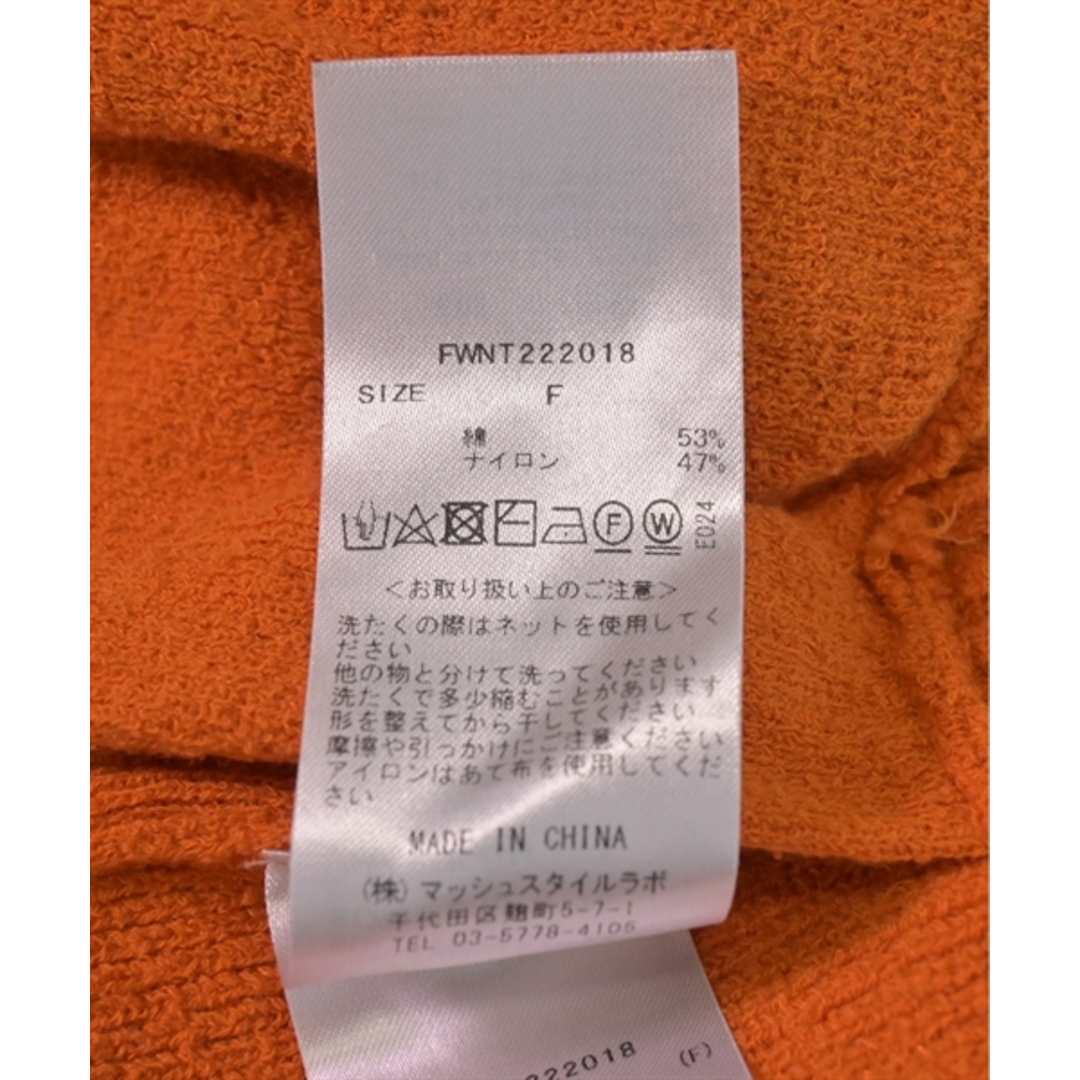 FWNT222018
SIZE F
綿 53%
ナイロン 47%
F W E024
<お取り扱い上のご注意>
洗たくの際はネットを使用してく
ださい
他の物と分けて洗ってください
洗たくで多少縮むことがあります
形を整えてから干してください
摩擦や引っかけにご注意ください
アイロンはあて布を使用してくだ
さい
MADE IN CHINA
(株)マッシュスタイルラボ
千代田区麹町5-7-1
TEL 03-5778-4105
222018 (F)